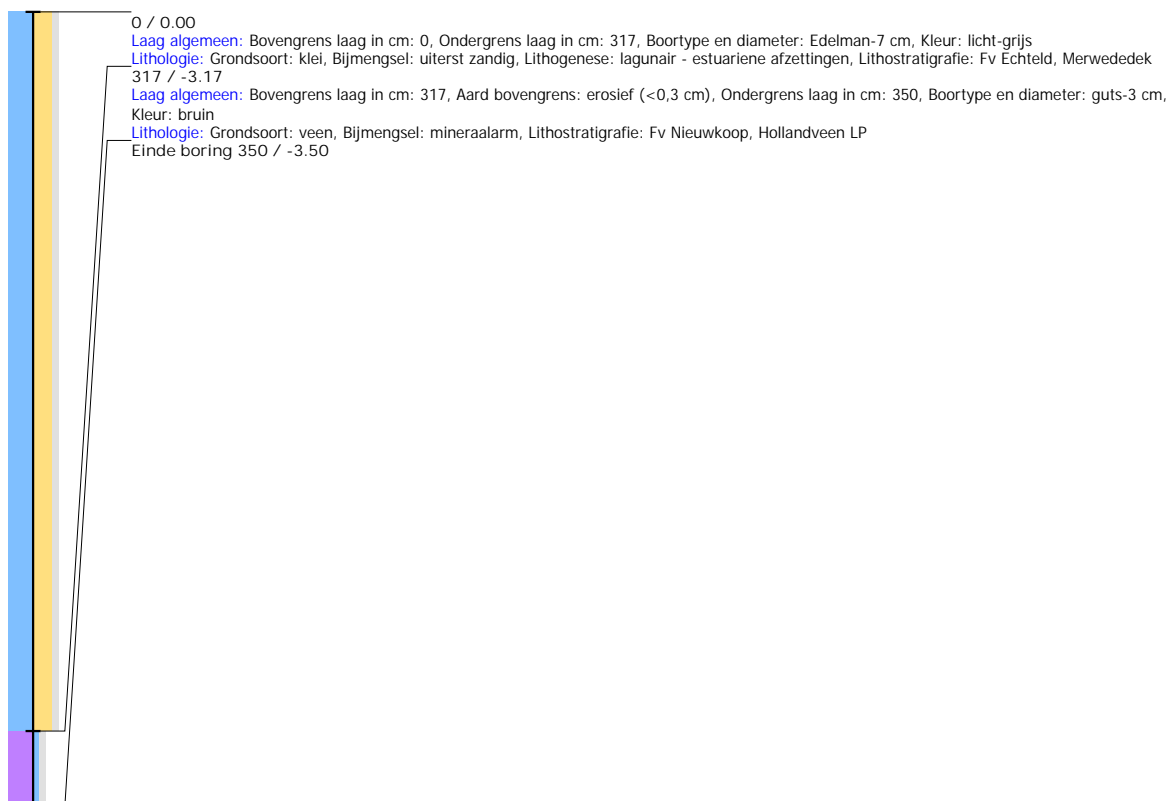 0 / 0.00
Laag algemeen: Bovengrens laag in cm: 0, Ondergrens laag in cm: 317, Boortype en diameter: Edelman-7 cm, Kleur: licht-grijs
Lithologie: Grondsoort: klei, Bijmengsel: uiterst zandig, Lithogenese: lagunair - estuariene afzettingen, Lithostratigrafie: Fv Echteld, Merwededek
317 / -3.17
Laag algemeen: Bovengrens laag in cm: 317, Aard bovengrens: erosief (<0,3 cm), Ondergrens laag in cm: 350, Boortype en diameter: guts-3 cm,
Kleur: bruin
Lithologie: Grondsoort: veen, Bijmengsel: mineraalarm, Lithostratigrafie: Fv Nieuwkoop, Hollandveen LP
Einde boring 350 / -3.50